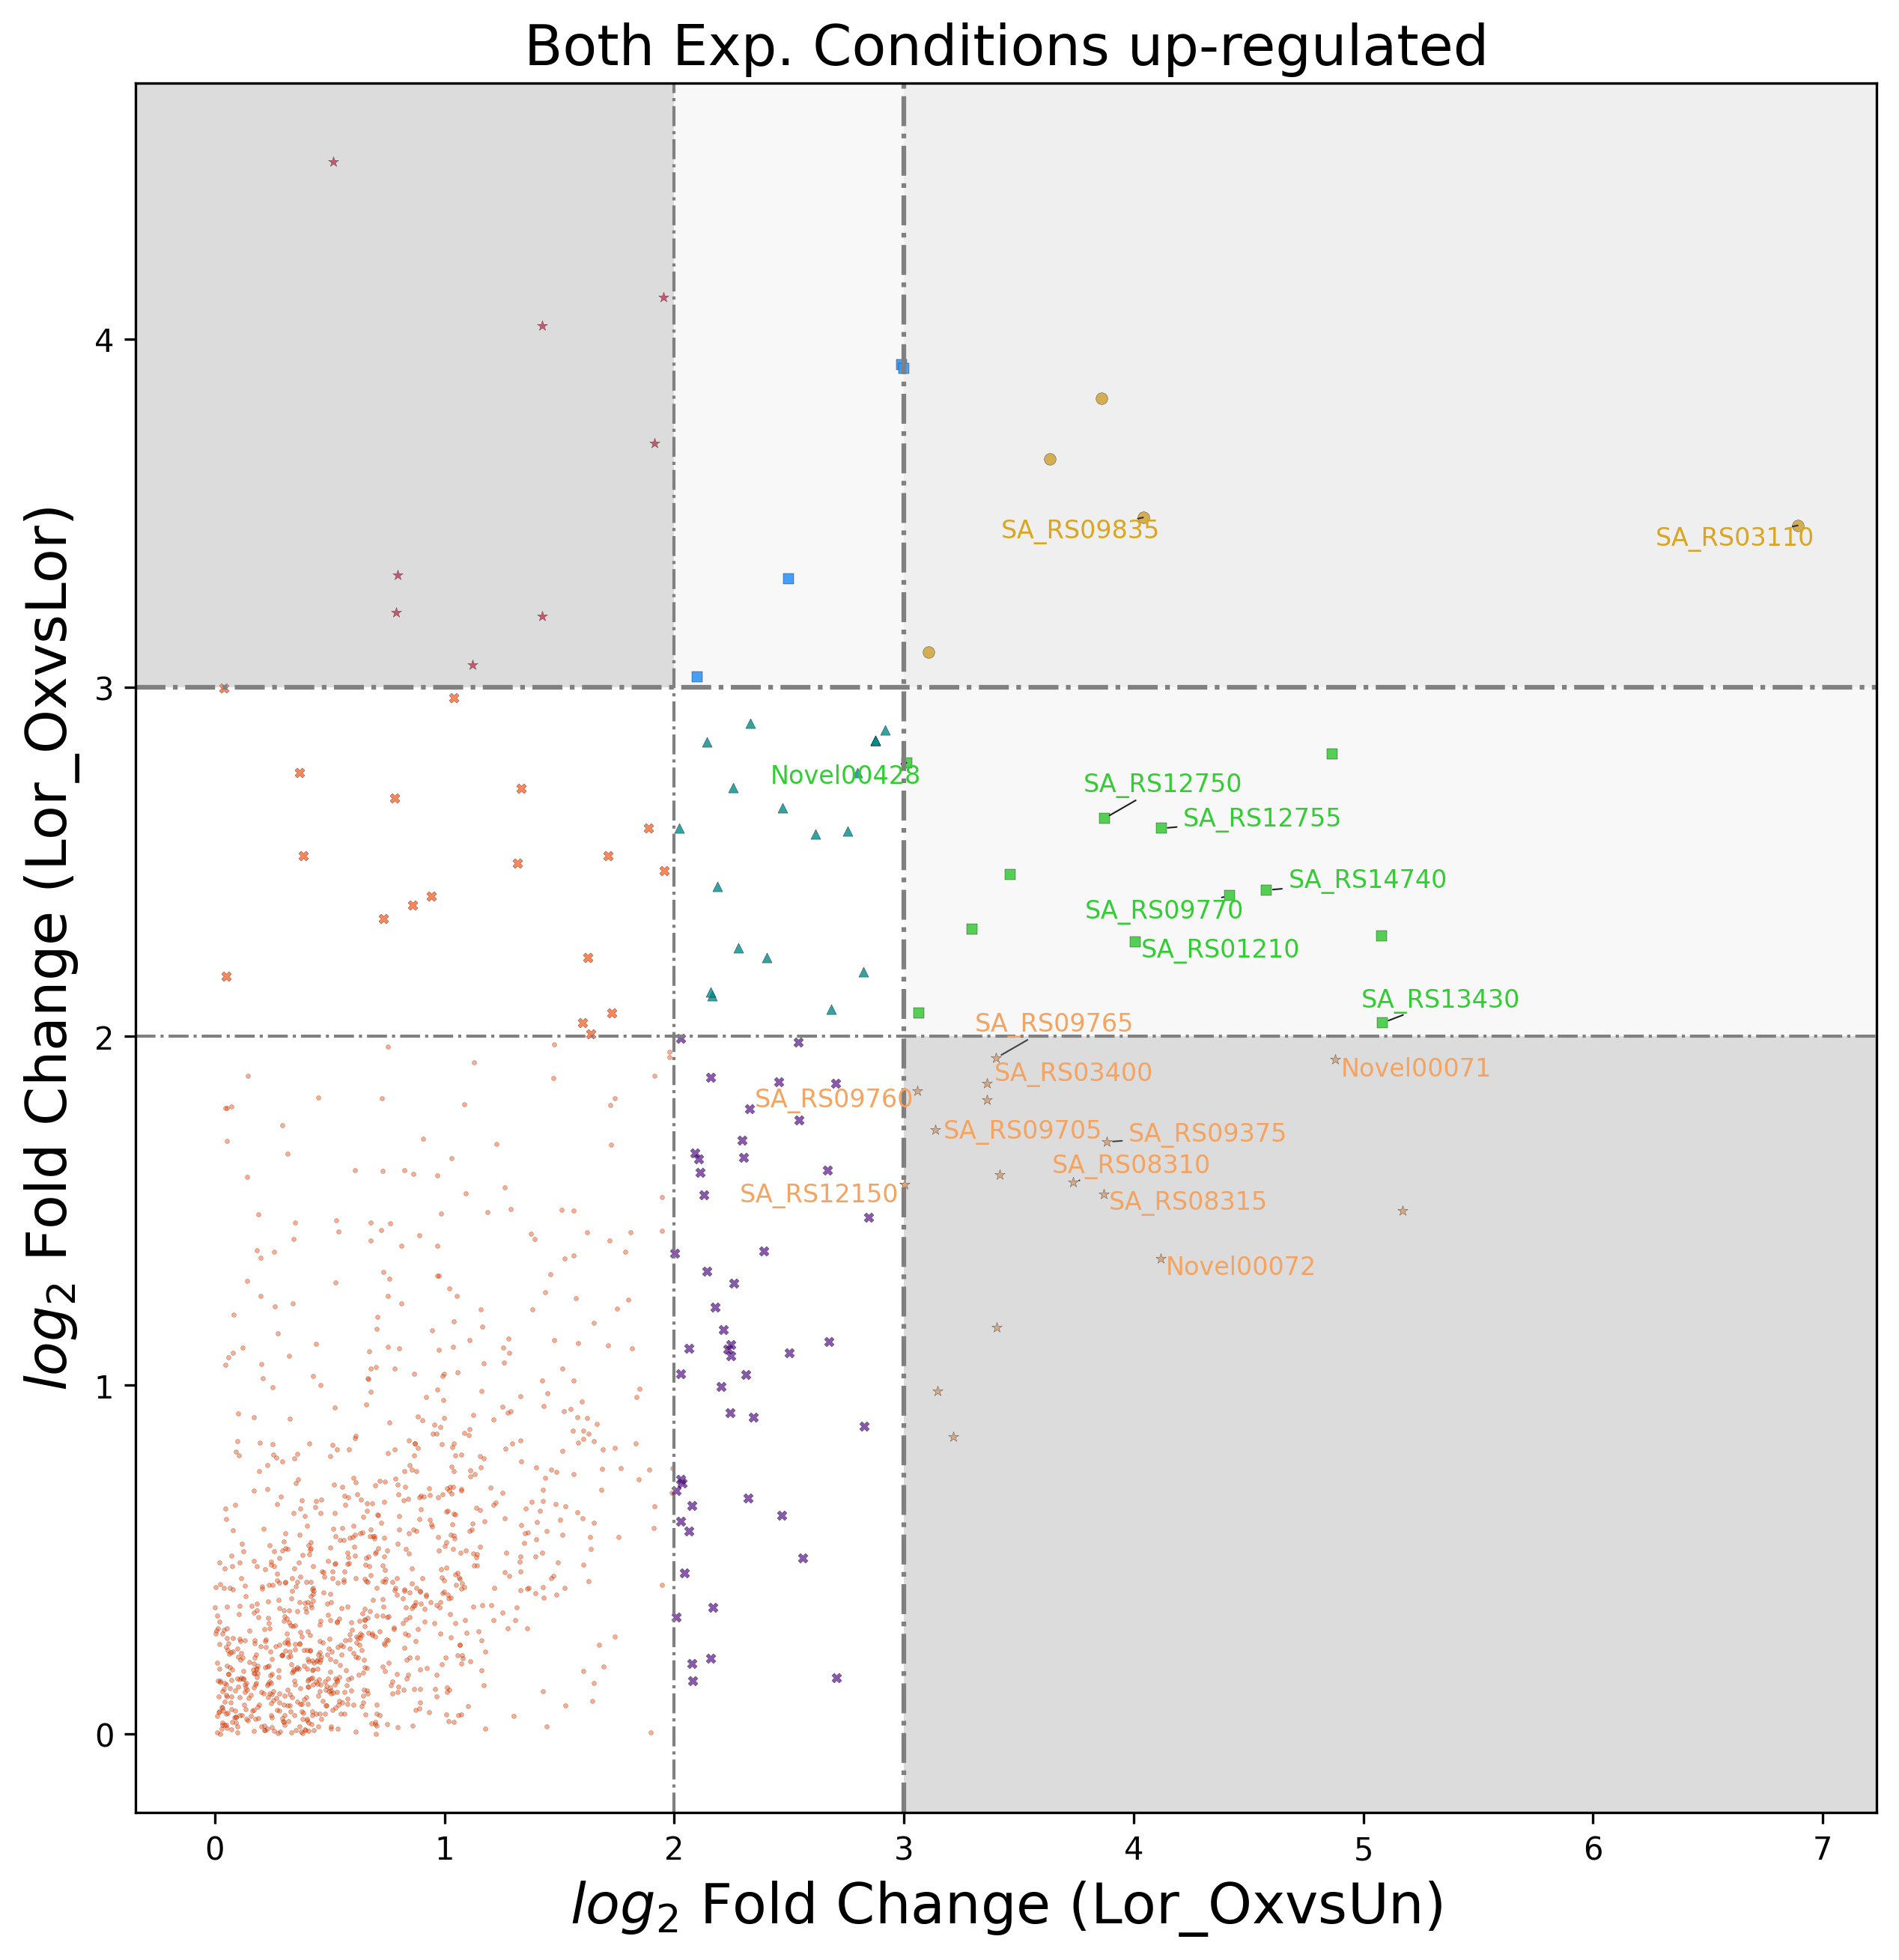 Both Exp. Conditions up-regulated
log2 Fold Change (Lor_OxvsLor)
4
3
2
1
0
SA_RS09835
SA_RS03110
Novel00428
SA_RS12750
SA_RS12755
SA_RS14740
SA_RS09770
SA_RS01210
SA_RS13430
SA_RS09765
SA_RS03400
Novel00071
SA_RS09760
SA_RS09705
SA_RS09375
SA_RS08310
SA_RS12150
SA_RS08315
Novel00072
0 1 2 3 4 5 6 7
log2 Fold Change (Lor_OxvsUn)